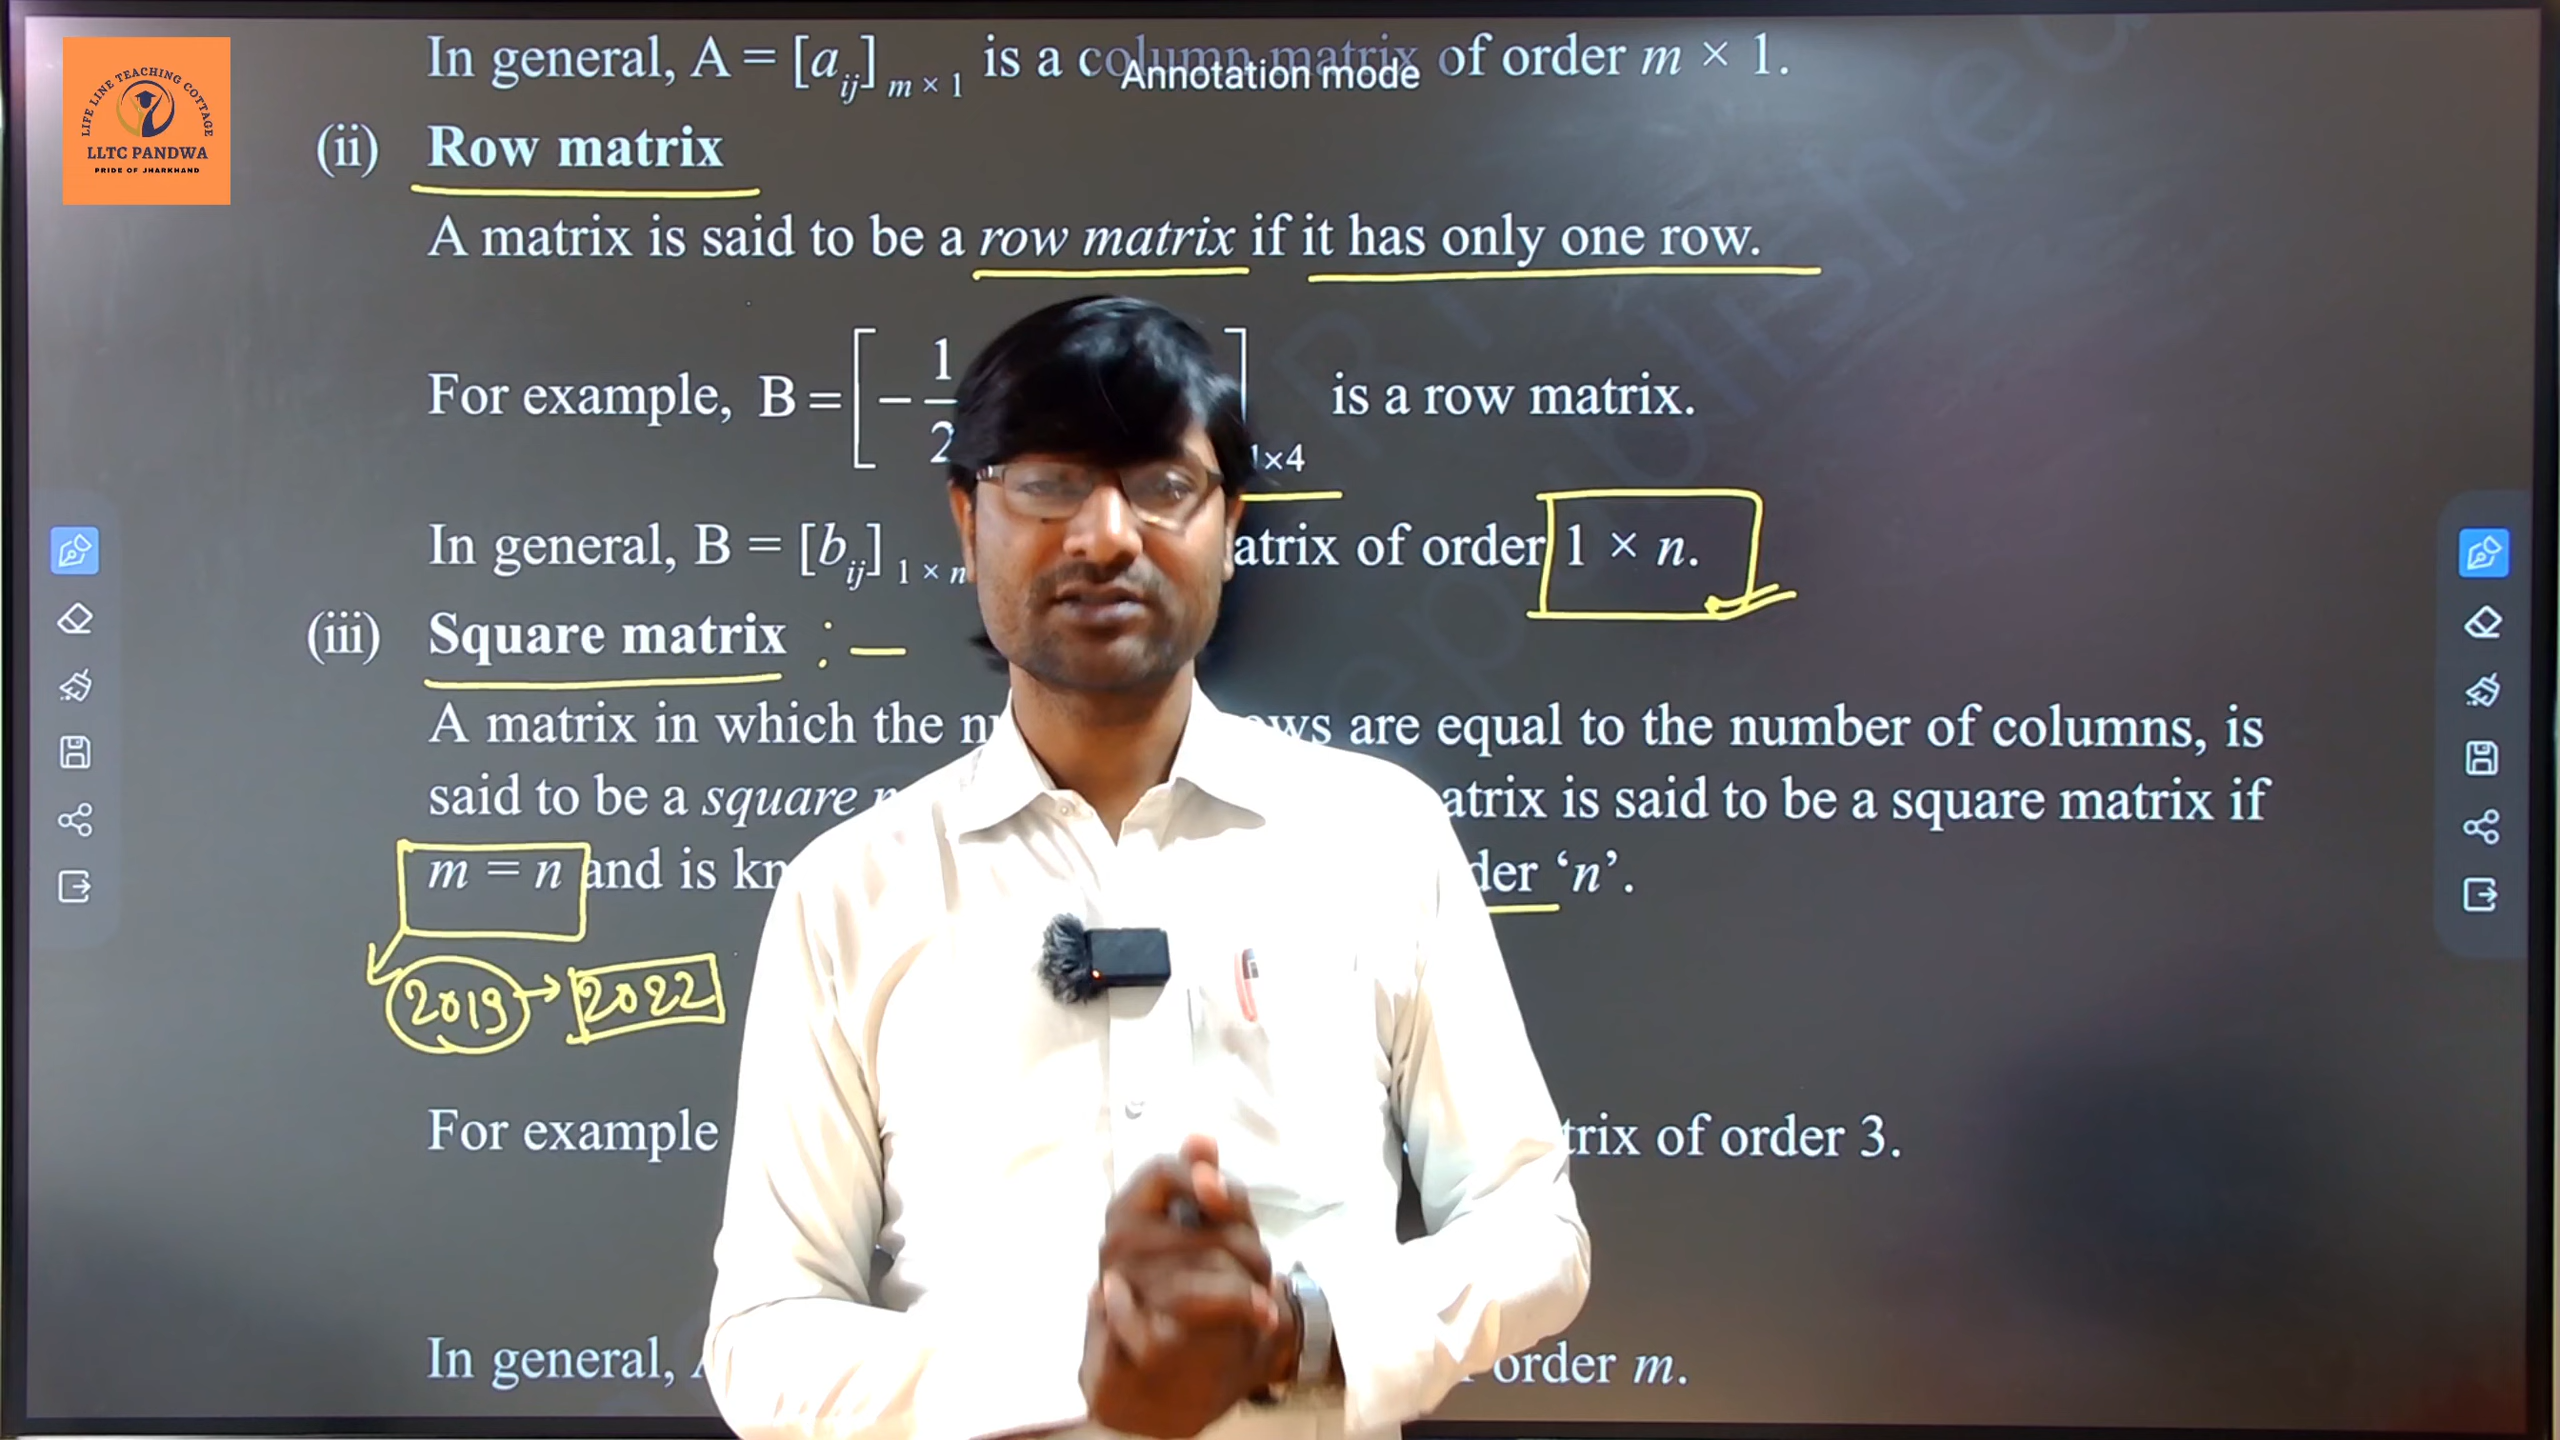 LIFE LINE TEACHING COTTAGE
LLTC PANDWA
PRIDE OF JHARKHAND
In general, A = [aij] m × 1 is a column matrix of order m × 1.
Annotation mode
(ii) Row matrix
A matrix is said to be a row matrix if it has only one row.
For example, B = [ − 1/2 ] 1×4 is a row matrix.
In general, B = [bij] 1 × n atrix of order 1 × n.
(iii) Square matrix : —
A matrix in which the ows are equal to the number of columns, is
said to be a square atrix is said to be a square matrix if
m = n and is kn der ‘n’.
2019 → 2022
For example trix of order 3.
In general, order m.